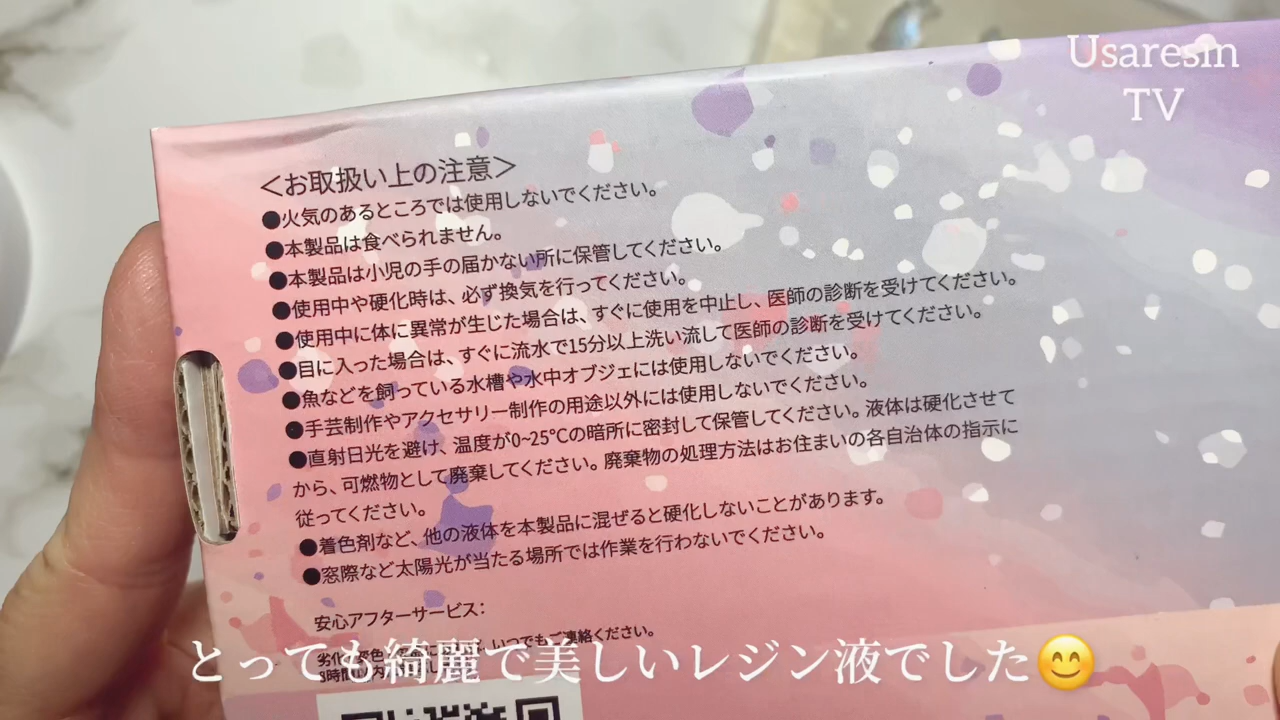 Usaresin
TV
＜お取扱い上の注意＞
●火気のあるところでは使用しないでください。
●本製品は食べられません。
●本製品は小児の手の届かない所に保管してください。
●使用中や硬化時は、必ず換気を行ってください。
●使用中に体に異常が生じた場合は、すぐに使用を中止し、医師の診断を受けてください。
●目に入った場合は、すぐに流水で15分以上洗い流して医師の診断を受けてください。
●魚などを飼っている水槽や水中オブジェには使用しないでください。
●手芸制作やアクセサリー制作の用途以外には使用しないでください。
●直射日光を避け、温度が0~25℃の暗所に密封して保管してください。液体は硬化させて
から、可燃物として廃棄してください。廃棄物の処理方法はお住まいの各自治体の指示に
従ってください。
●着色剤など、他の液体を本製品に混ぜると硬化しないことがあります。
●窓際など太陽光が当たる場所では作業を行わないでください。
安心アフターサービス：
いつでもご連絡ください。
とっても綺麗で美しいレジン液でした😊